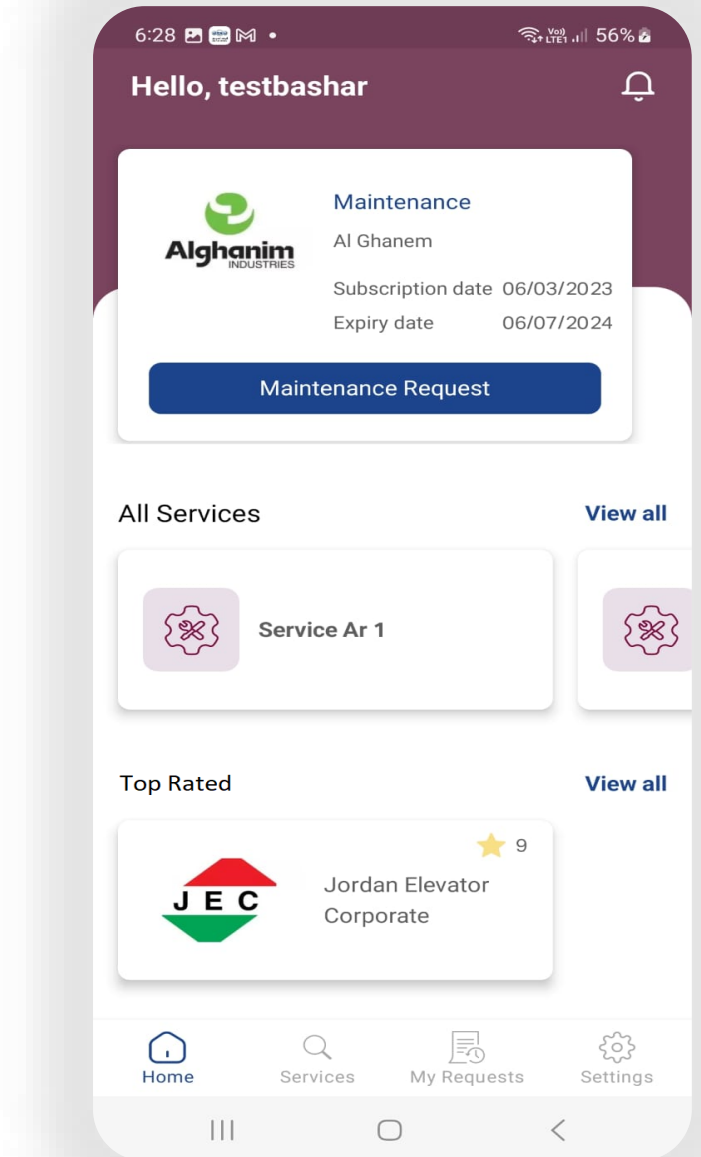 6:28
Vo)) LTE1 56%
Hello, testbashar
Alghanim
INDUSTRIES
Maintenance
Al Ghanem
Subscription date 06/03/2023
Expiry date 06/07/2024
Maintenance Request
All Services View all
Service Ar 1
Top Rated View all
9
J E C
Jordan Elevator
Corporate
Home Services My Requests Settings